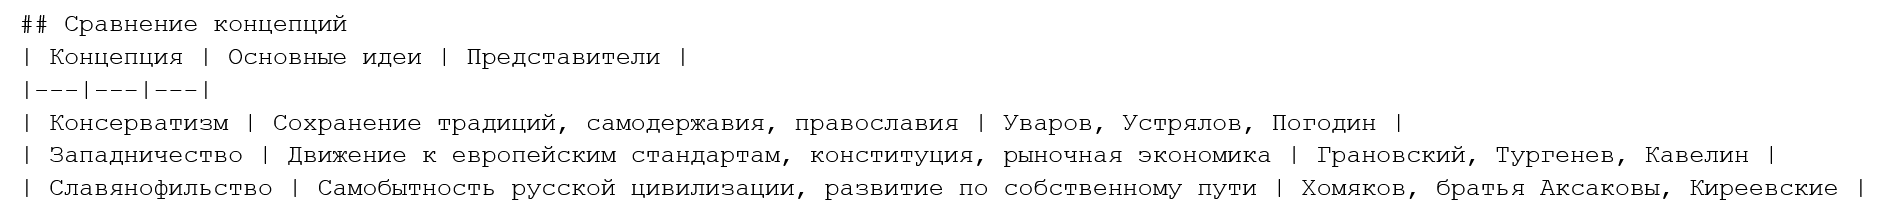 ## Сравнение концепций
| Концепция | Основные идеи | Представители |
|---|---|---|
| Консерватизм | Сохранение традиций, самодержавия, православия | Уваров, Устрялов, Погодин |
| Западничество | Движение к европейским стандартам, конституция, рыночная экономика | Грановский, Тургенев, Кавелин |
| Славянофильство | Самобытность русской цивилизации, развитие по собственному пути | Хомяков, братья Аксаковы, Киреевские |